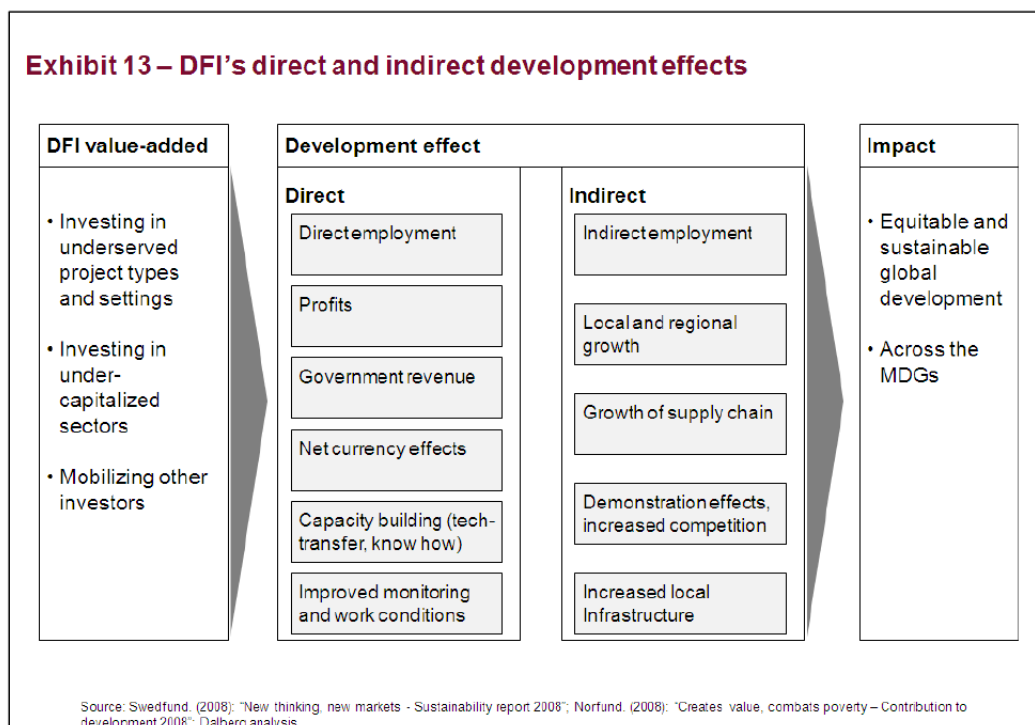 Exhibit 13 – DFI's direct and indirect development effects
DFI value-added
• Investing in
underserved
project types
and settings
• Investing in
under-
capitalized
sectors
• Mobilizing other
investors
Development effect
Direct
Direct employment
Profits
Government revenue
Net currency effects
Capacity building (tech-
transfer, know how)
Improved monitoring
and work conditions
Indirect
Indirect employment
Local and regional
growth
Growth of supply chain
Demonstration effects,
increased competition
Increased local
Infrastructure
Impact
• Equitable and
sustainable
global
development
• Across the
MDGs
Source: Swedfund. (2008): "New thinking, new markets - Sustainability report 2008"; Norfund. (2008): "Creates value, combats poverty – Contribution to
development 2008"; Dalberg analysis